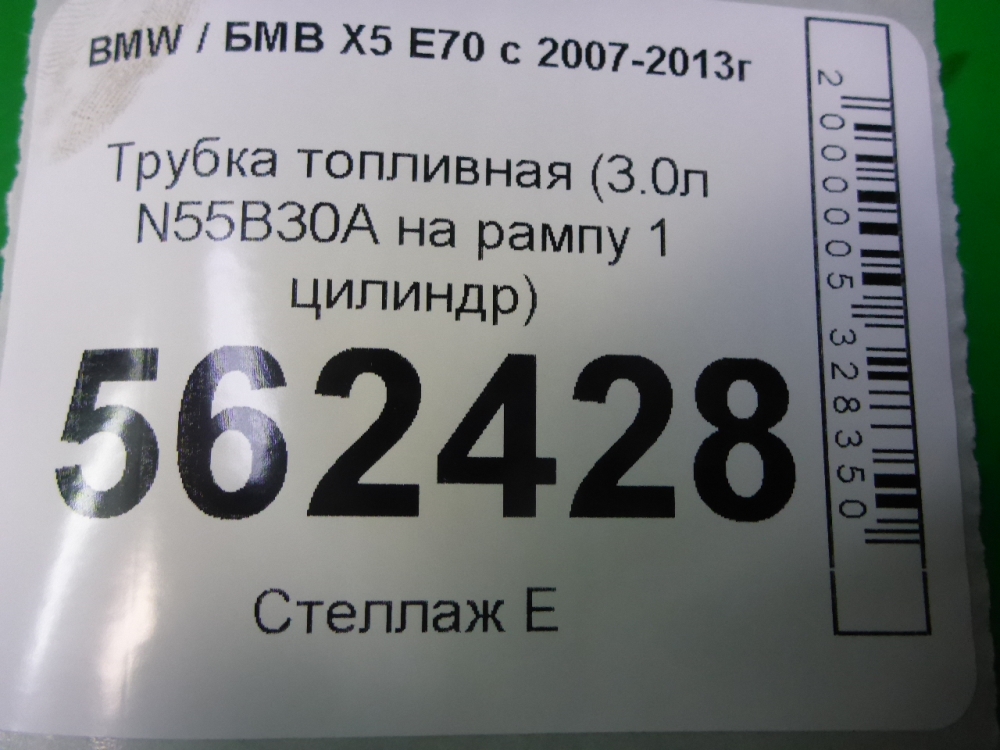 BMW / БМВ X5 E70 с 2007-2013г
Трубка топливная (3.0л
N55B30A на рампу 1
цилиндр)
562428
Стеллаж Е
2000005328350